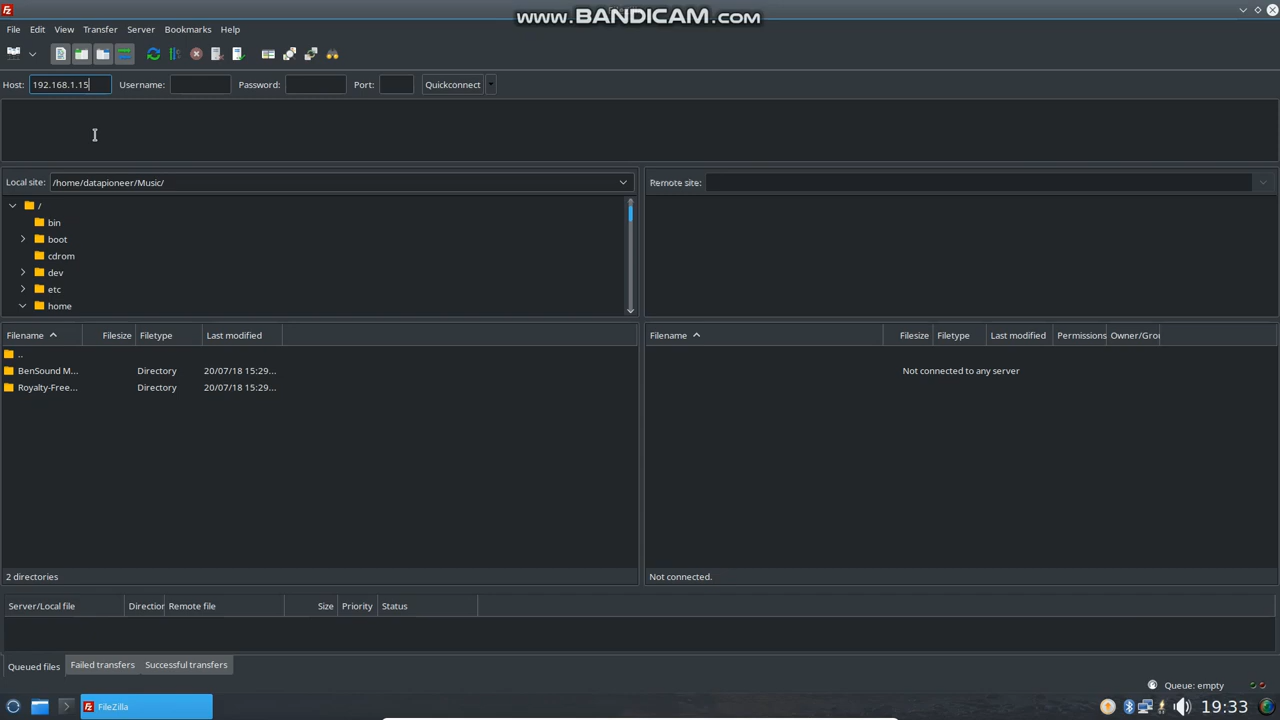 www.BANDICAM.com
File Edit View Transfer Server Bookmarks Help
Host: 192.168.1.15 Username: Password: Port: Quickconnect
Local site: /home/datapioneer/Music/ Remote site:
/
bin
boot
cdrom
dev
etc
home
Filename Filesize Filetype Last modified
..
BenSound M... Directory 20/07/18 15:29...
Royalty-Free... Directory 20/07/18 15:29...
2 directories
Filename Filesize Filetype Last modified Permissions Owner/Grou
Not connected to any server
Not connected.
Server/Local file Direction Remote file Size Priority Status
Queued files Failed transfers Successful transfers
Queue: empty
FileZilla 19:33